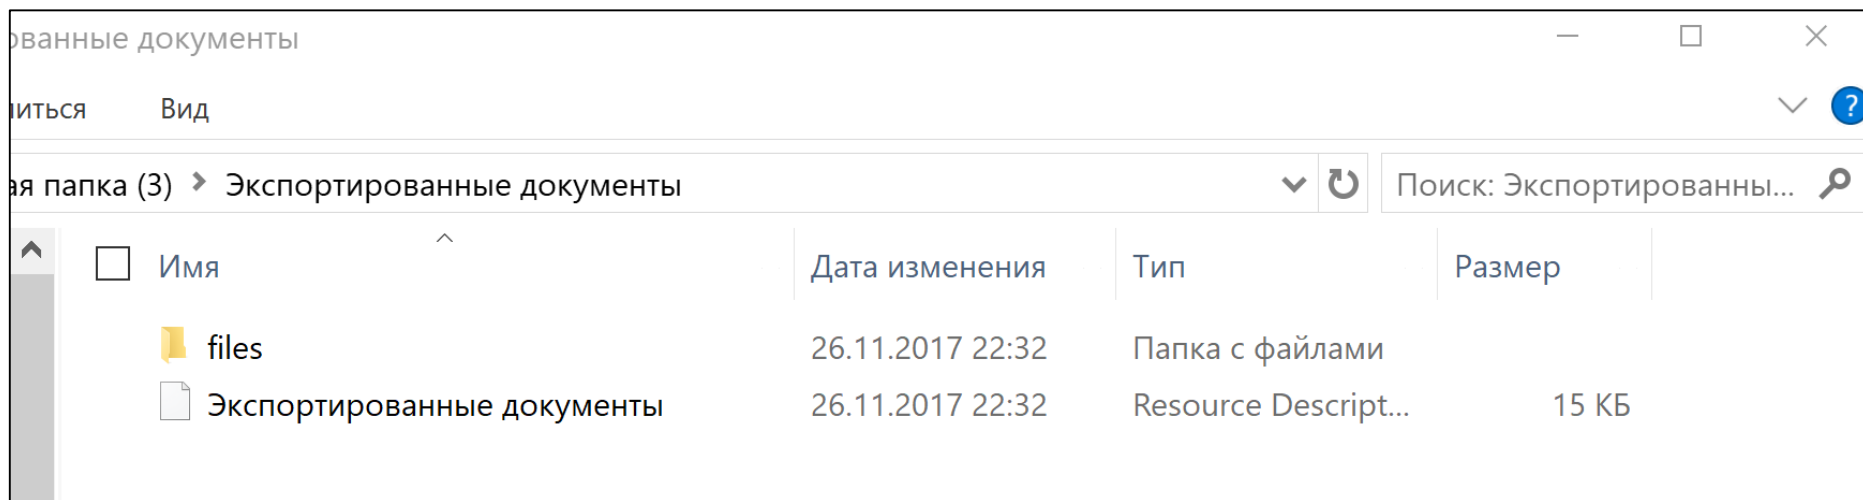 ованные документы
литься Вид
ая папка (3) Экспортированные документы Поиск: Экспортированны...
Имя Дата изменения Тип Размер
files 26.11.2017 22:32 Папка с файлами
Экспортированные документы 26.11.2017 22:32 Resource Descript... 15 КБ